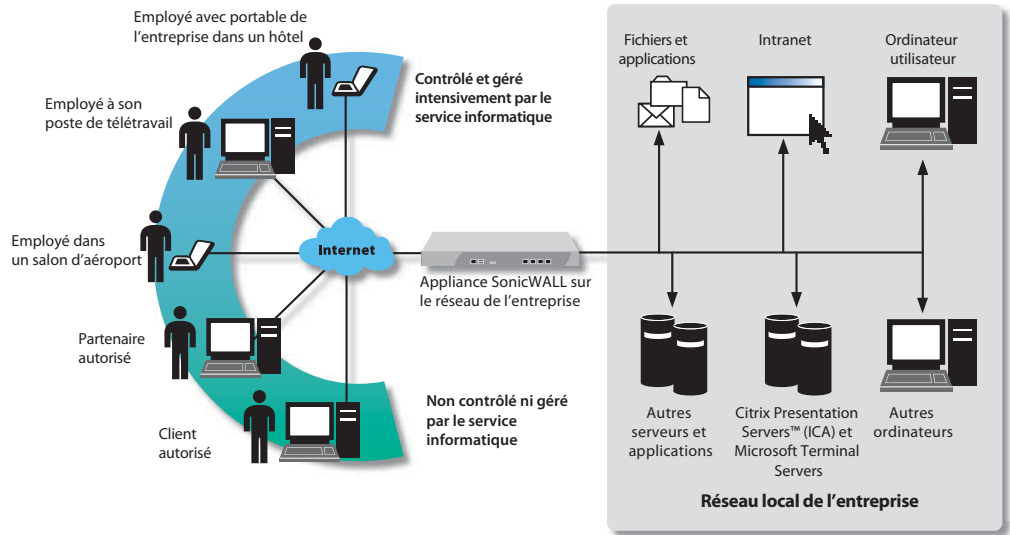 Employé avec portable de
l'entreprise dans un hôtel
Contrôlé et géré
intensivement par le
service informatique
Employé à son
poste de télétravail
Employé dans
un salon d'aéroport
Internet
Appliance SonicWALL sur
le réseau de l'entreprise
Partenaire
autorisé
Client
autorisé
Non contrôlé ni géré
par le service
informatique
Fichiers et
applications
Intranet
Ordinateur
utilisateur
Autres
serveurs et
applications
Citrix Presentation
Servers™ (ICA) et
Microsoft Terminal
Servers
Autres
ordinateurs
Réseau local de l'entreprise